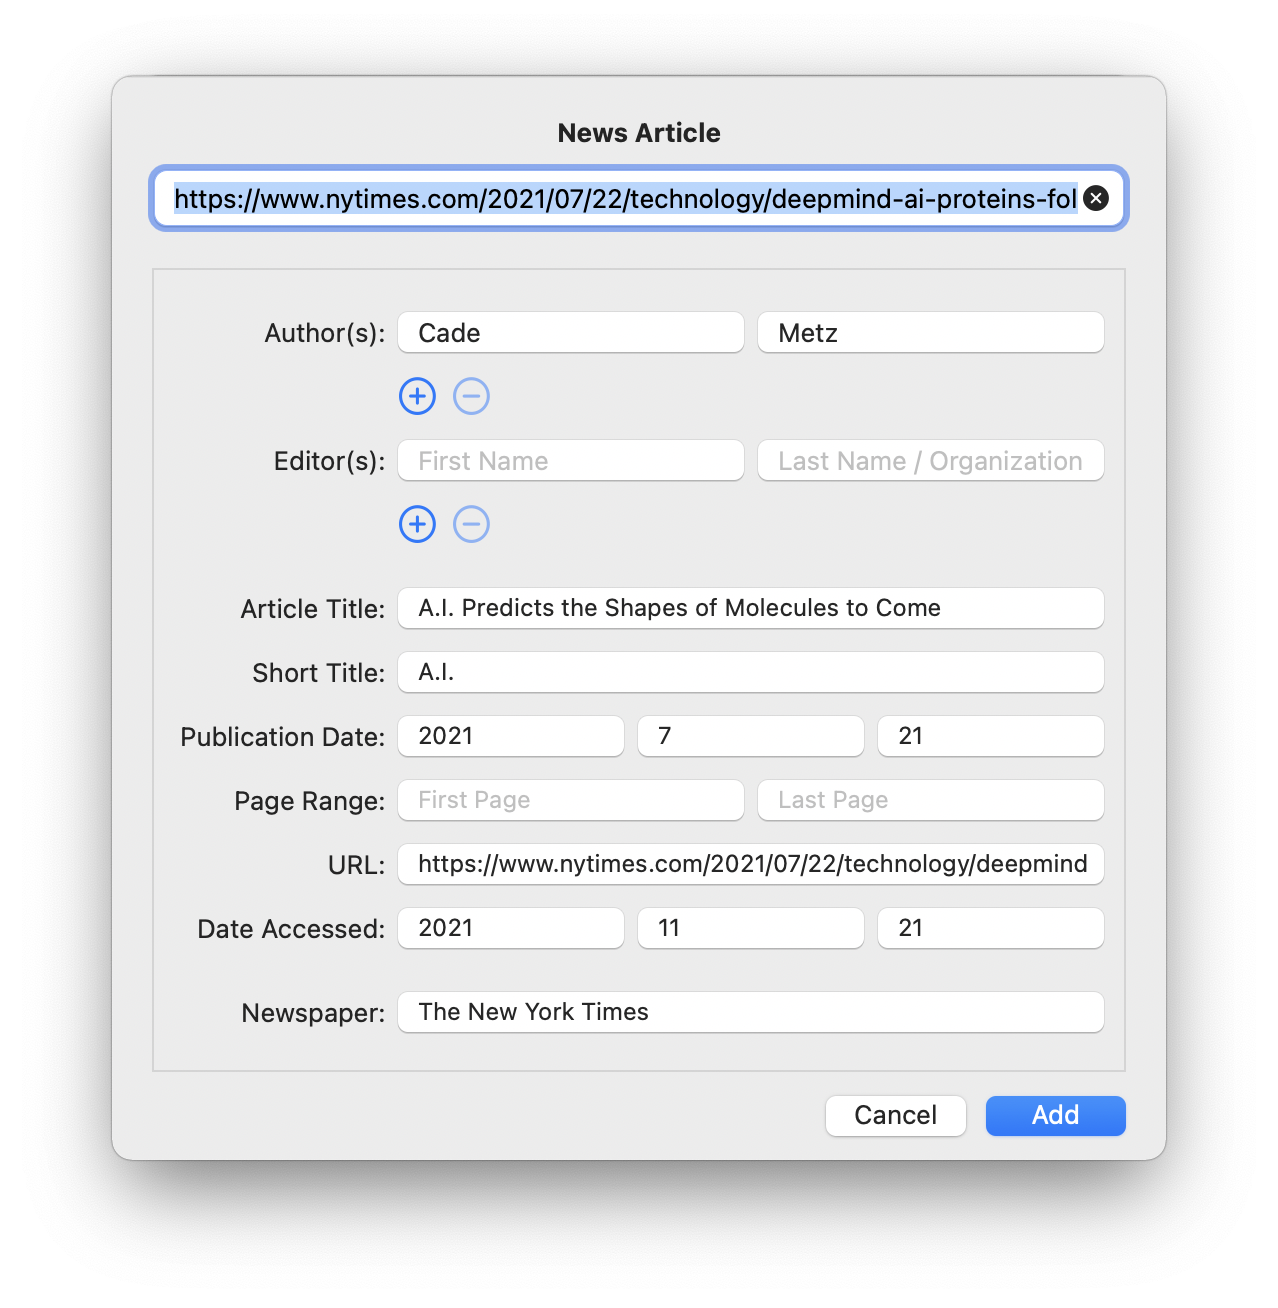 News Article
https://www.nytimes.com/2021/07/22/technology/deepmind-ai-proteins-fol
Author(s): Cade Metz
Editor(s): First Name Last Name / Organization
Article Title: A.I. Predicts the Shapes of Molecules to Come
Short Title: A.I.
Publication Date: 2021 7 21
Page Range: First Page Last Page
URL: https://www.nytimes.com/2021/07/22/technology/deepmind
Date Accessed: 2021 11 21
Newspaper: The New York Times
Cancel Add